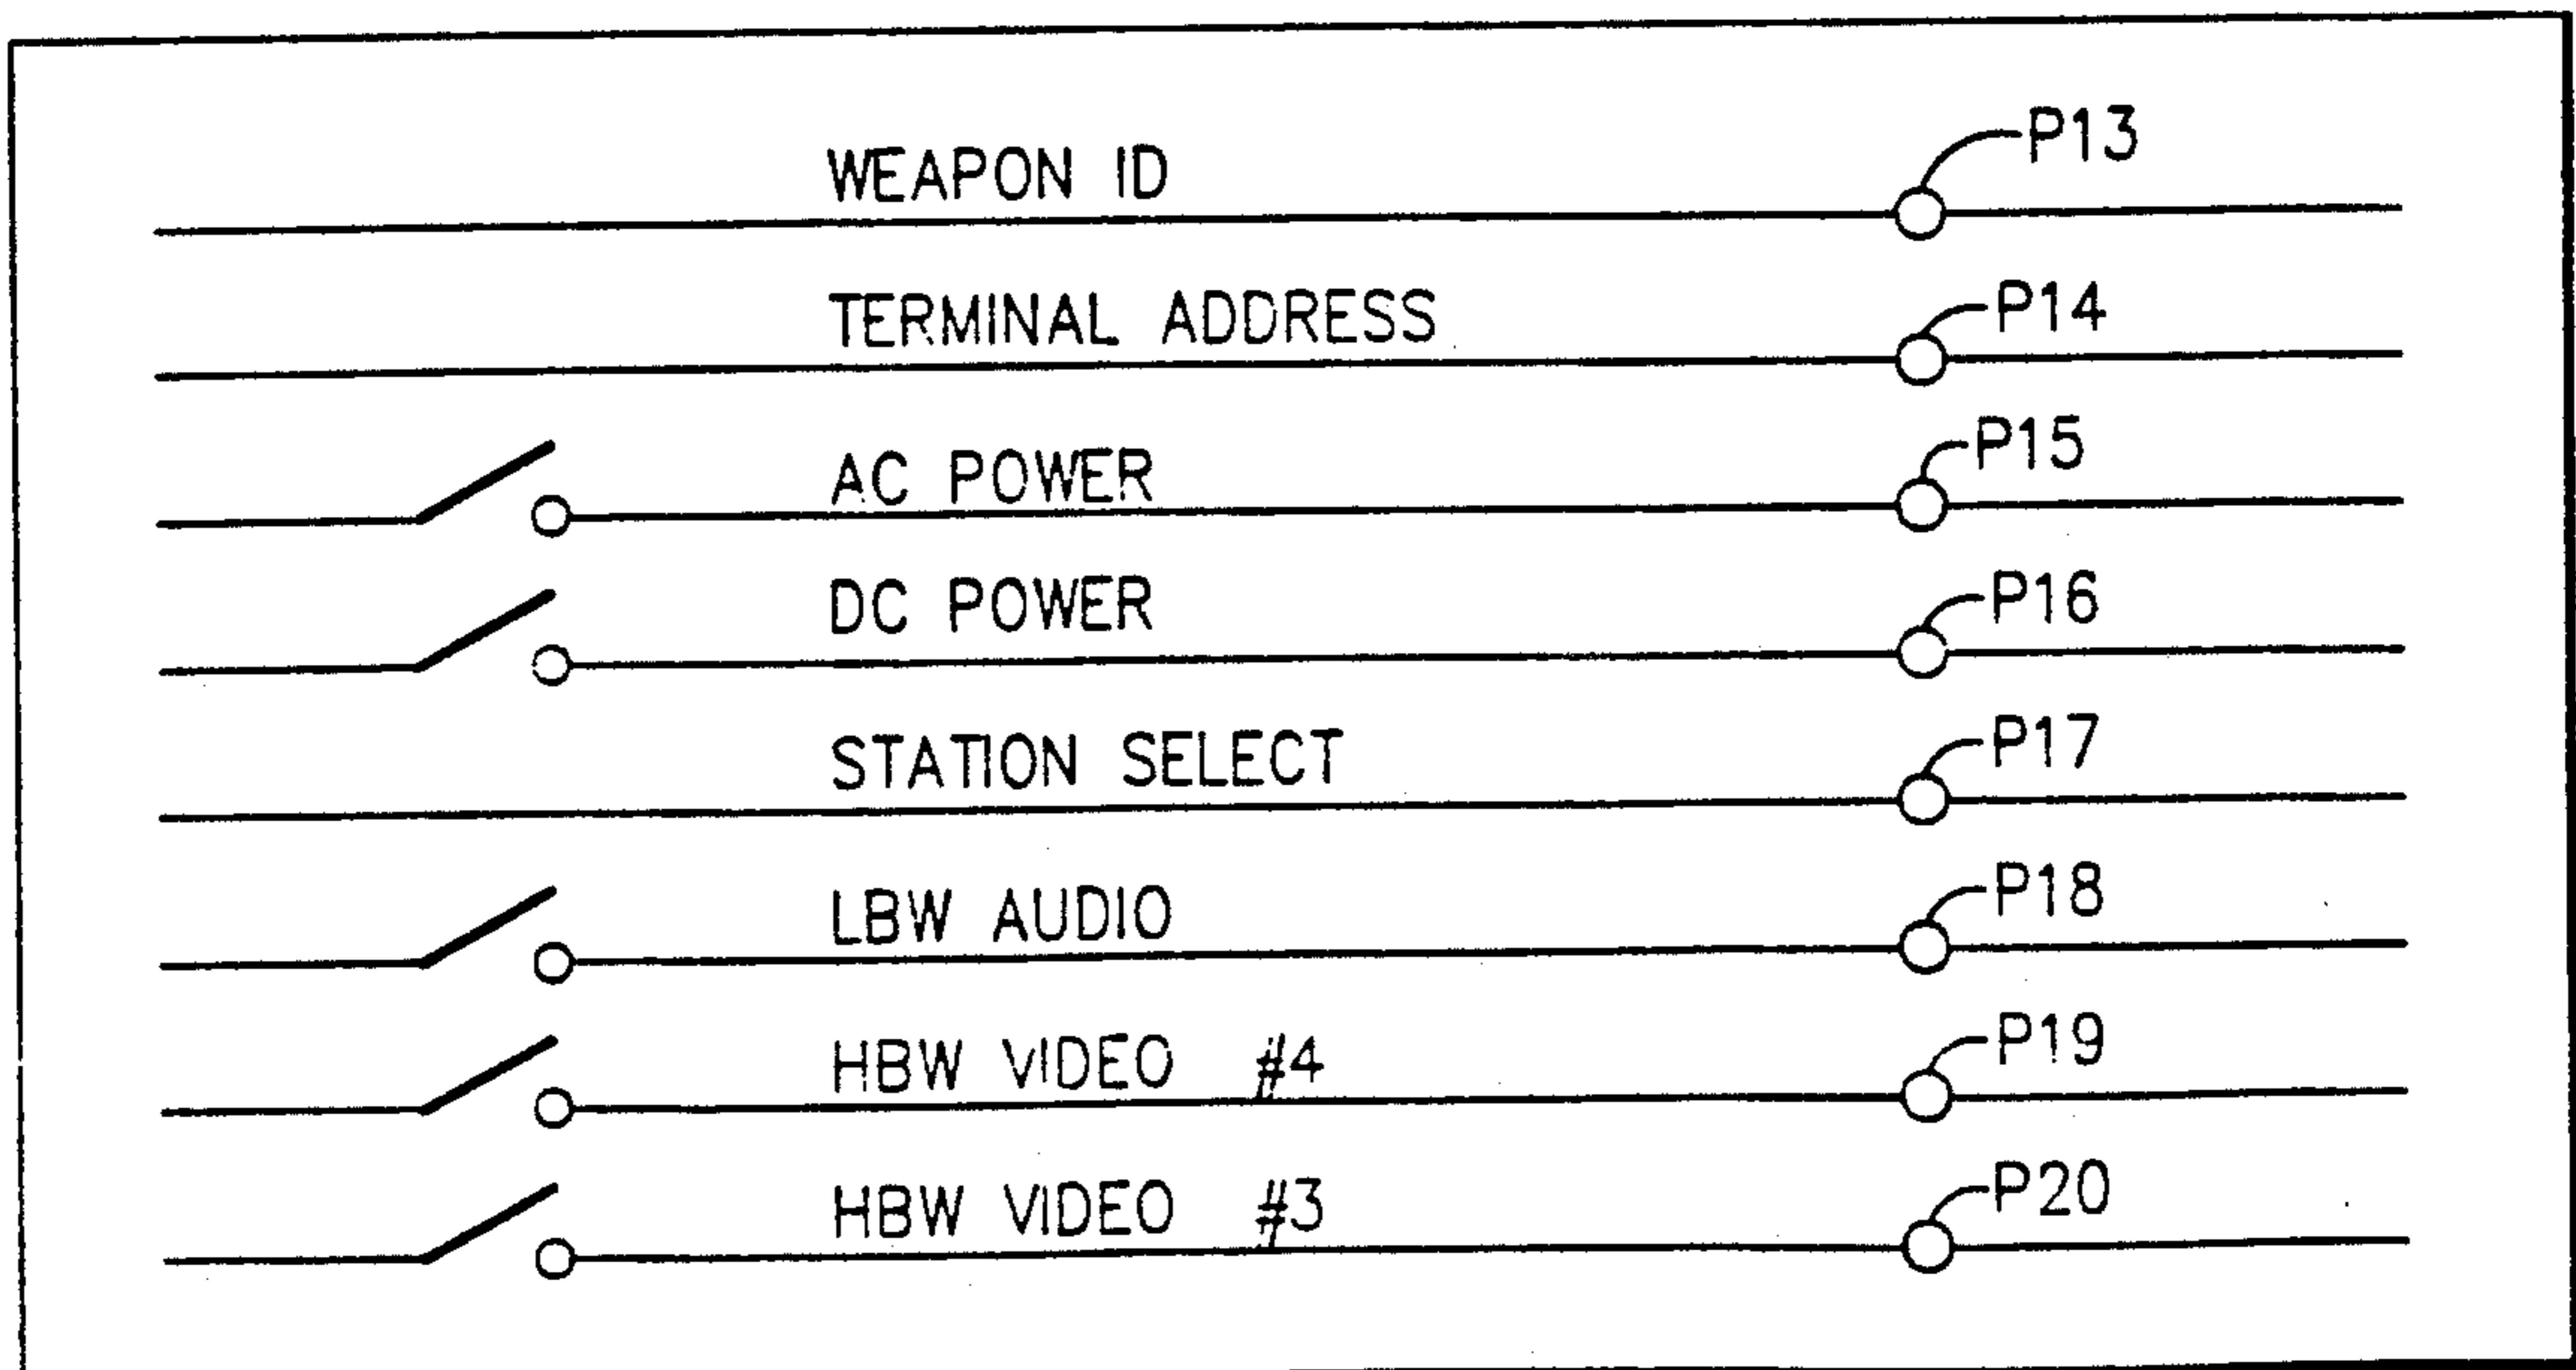 WEAPON ID P13
TERMINAL ADDRESS P14
AC POWER P15
DC POWER P16
STATION SELECT P17
LBW AUDIO P18
HBW VIDEO #4 P19
HBW VIDEO #3 P20